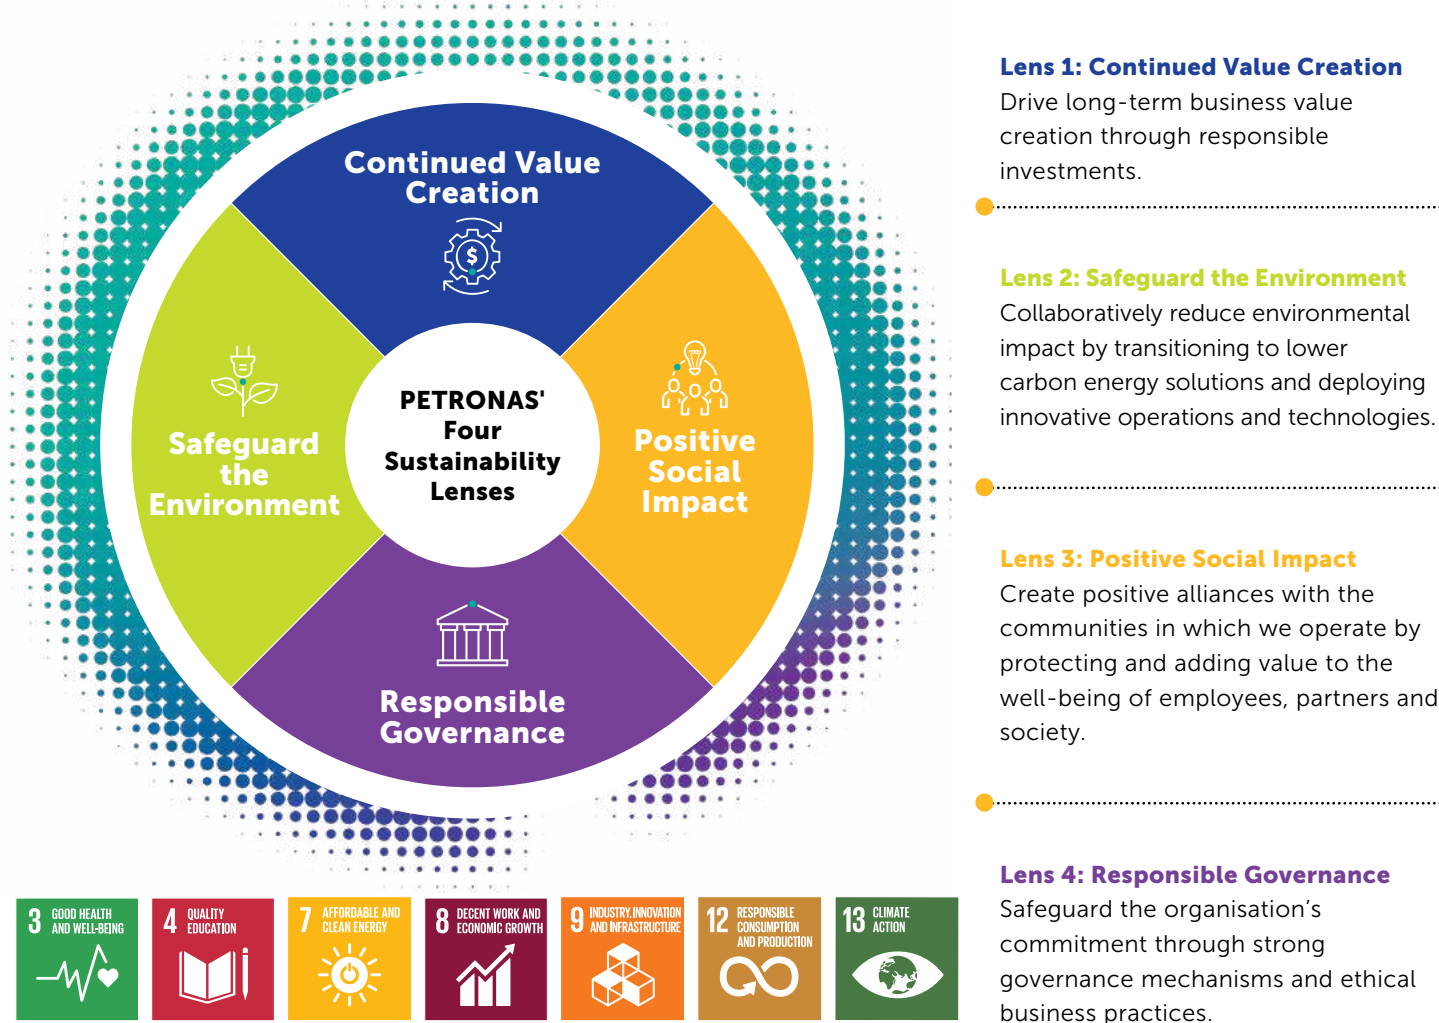 Continued Value
Creation
$
Safeguard
the
Environment
PETRONAS'
Four
Sustainability
Lenses
Positive
Social
Impact
Responsible
Governance
Lens 1: Continued Value Creation
Drive long-term business value
creation through responsible
investments.
Lens 2: Safeguard the Environment
Collaboratively reduce environmental
impact by transitioning to lower
carbon energy solutions and deploying
innovative operations and technologies.
Lens 3: Positive Social Impact
Create positive alliances with the
communities in which we operate by
protecting and adding value to the
well-being of employees, partners and
society.
Lens 4: Responsible Governance
Safeguard the organisation’s
commitment through strong
governance mechanisms and ethical
business practices.
3 GOOD HEALTH
AND WELL-BEING
4 QUALITY
EDUCATION
7 AFFORDABLE AND
CLEAN ENERGY
8 DECENT WORK AND
ECONOMIC GROWTH
9 INDUSTRY, INNOVATION
AND INFRASTRUCTURE
12 RESPONSIBLE
CONSUMPTION
AND PRODUCTION
13 CLIMATE
ACTION